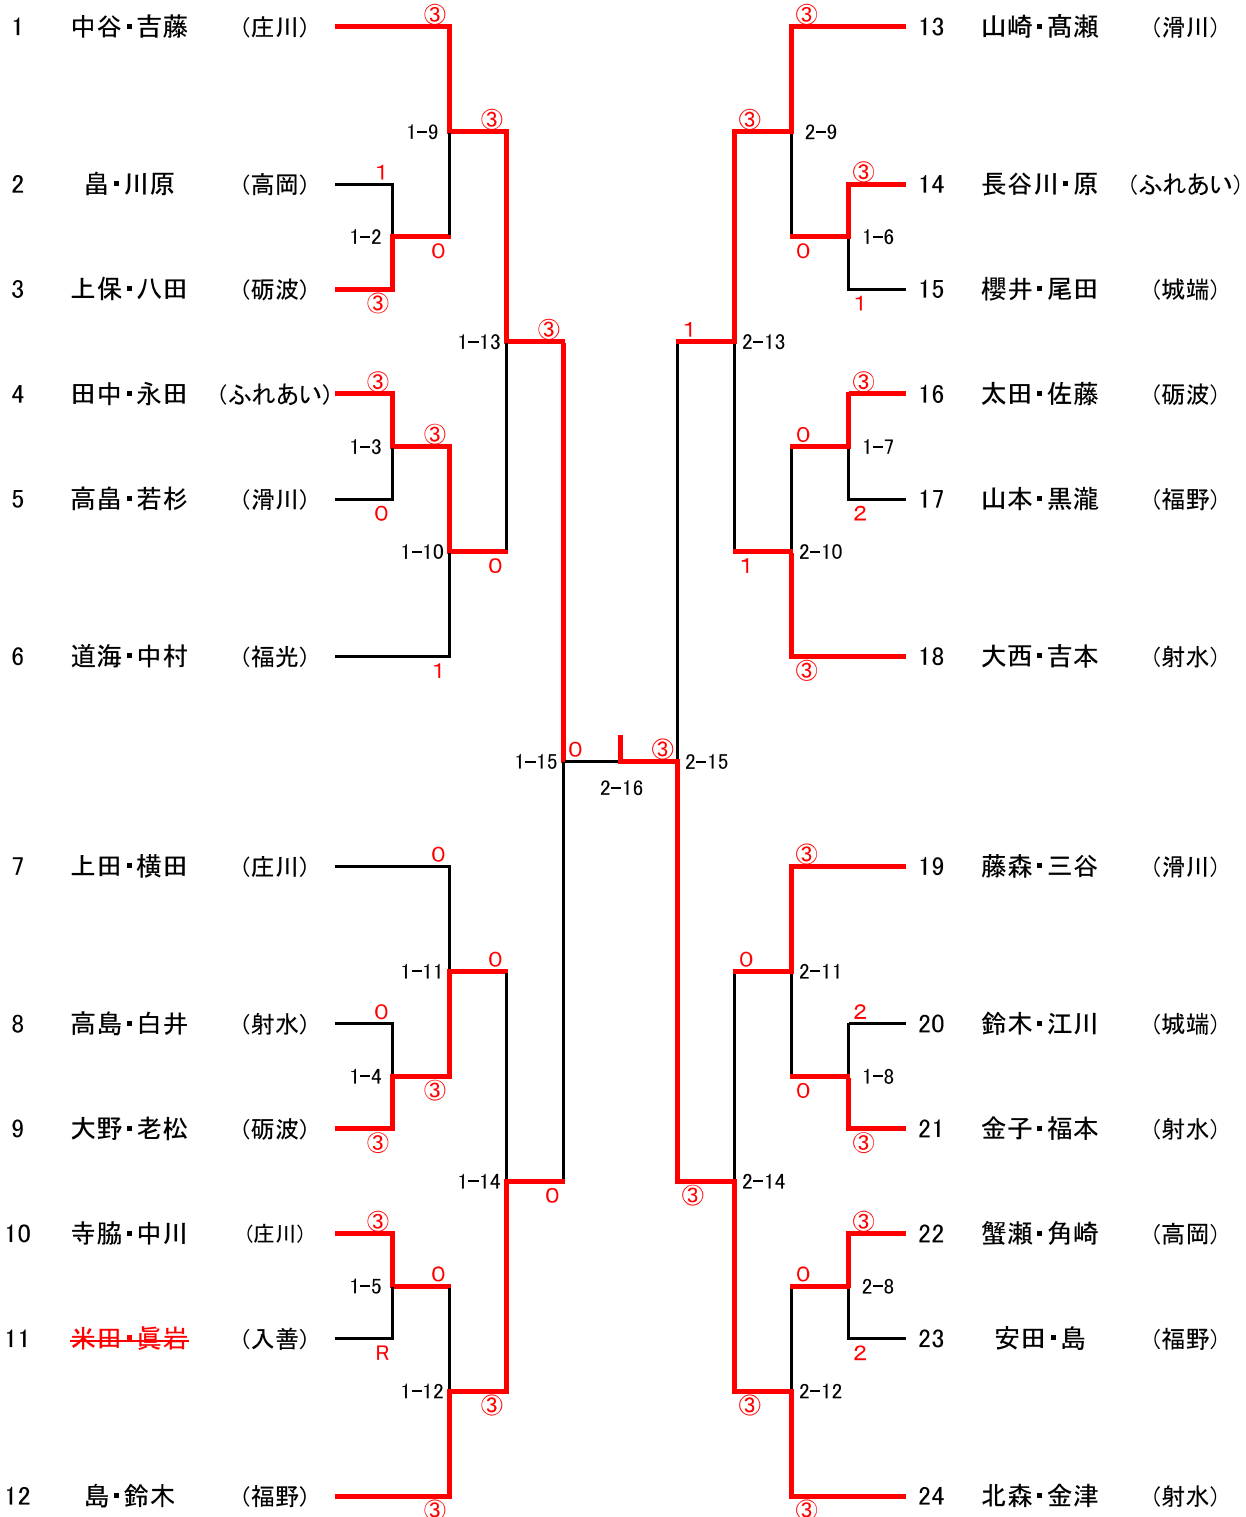 ③ ③
1 中谷・吉藤 (庄川) 13 山崎・髙瀬 (滑川)
③ ③
1-9 2-9
1 ③
2 畠・川原 (高岡) 14 長谷川・原 (ふれあい)
1-2 1-6
0 0
3 上保・八田 (砺波) 15 櫻井・尾田 (城端)
③ 1
③ 1
1-13 2-13
③ ③
4 田中・永田 (ふれあい) 16 太田・佐藤 (砺波)
③ 0
1-3 1-7
5 高畠・若杉 (滑川) 17 山本・黒瀧 (福野)
0 2
1-10 2-10
0 1
6 道海・中村 (福光) 18 大西・吉本 (射水)
1 ③
0 ③
1-15 2-15
2-16
0 ③
7 上田・横田 (庄川) 19 藤森・三谷 (滑川)
0 0
1-11 2-11
0 2
8 高島・白井 (射水) 20 鈴木・江川 (城端)
1-4 1-8
③ 0
9 大野・老松 (砺波) 21 金子・福本 (射水)
③ ③
1-14 2-14
0 ③
③ ③
10 寺脇・中川 (庄川) 22 蟹瀬・角崎 (高岡)
0 0
1-5 2-8
11 米田・眞岩 (入善) 23 安田・島 (福野)
R 2
1-12 2-12
③ ③
12 島・鈴木 (福野) 24 北森・金津 (射水)
③ ③